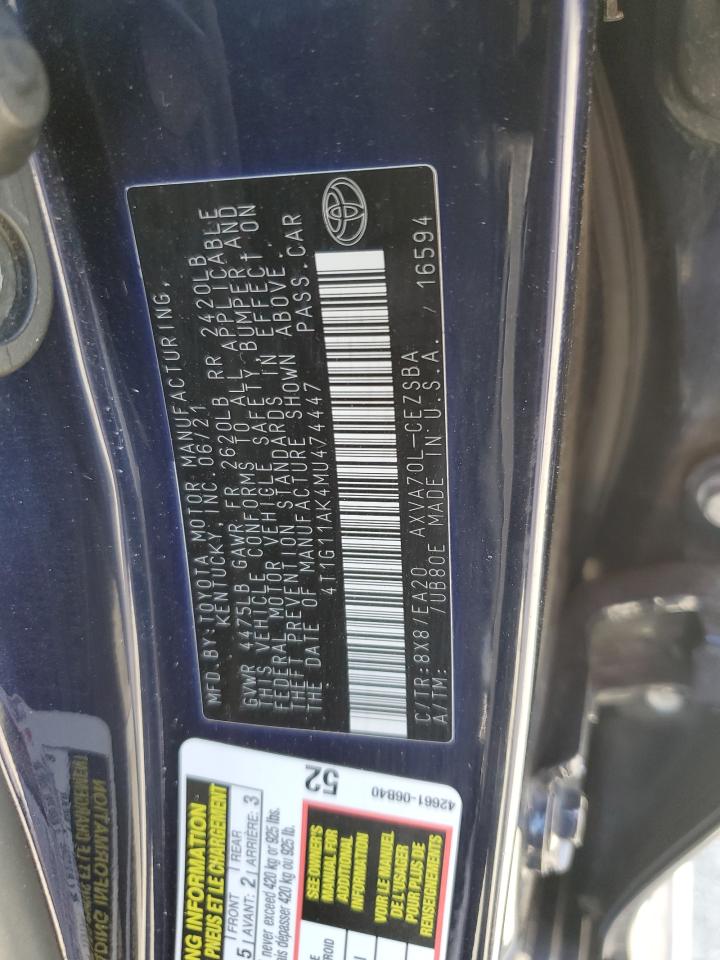 MFD. BY: TOYOTA MOTOR MANUFACTURING,
KENTUCKY, INC. 06/21
GVWR 4475LB GAWR FR 2620LB RR 2420LB
THIS VEHICLE CONFORMS TO ALL APPLICABLE
FEDERAL MOTOR VEHICLE SAFETY, BUMPER AND
THEFT PREVENTION STANDARDS IN EFFECT ON
THE DATE OF MANUFACTURE SHOWN ABOVE.
4T1G11AK4MU474447 PASS. CAR
C/TR: 8X8/EA20 AXVA70L-CEZSBA
A/TM: /UB80E MADE IN U.S.A. / 16594
NG INFORMATION
PNEUS ET LE CHARGEMENT
FRONT REAR
5 AVANT: 2 ARRIÈRE: 3
never exceed 420 kg or 925 lbs.
dépasser 420 kg ou 925 lb.
52
42661-06B40
SEE OWNER'S
MANUAL FOR
ADDITIONAL
INFORMATION
VOIR LE MANUEL
DE L'USAGER
POUR PLUS DE
RENSEIGNEMENTS